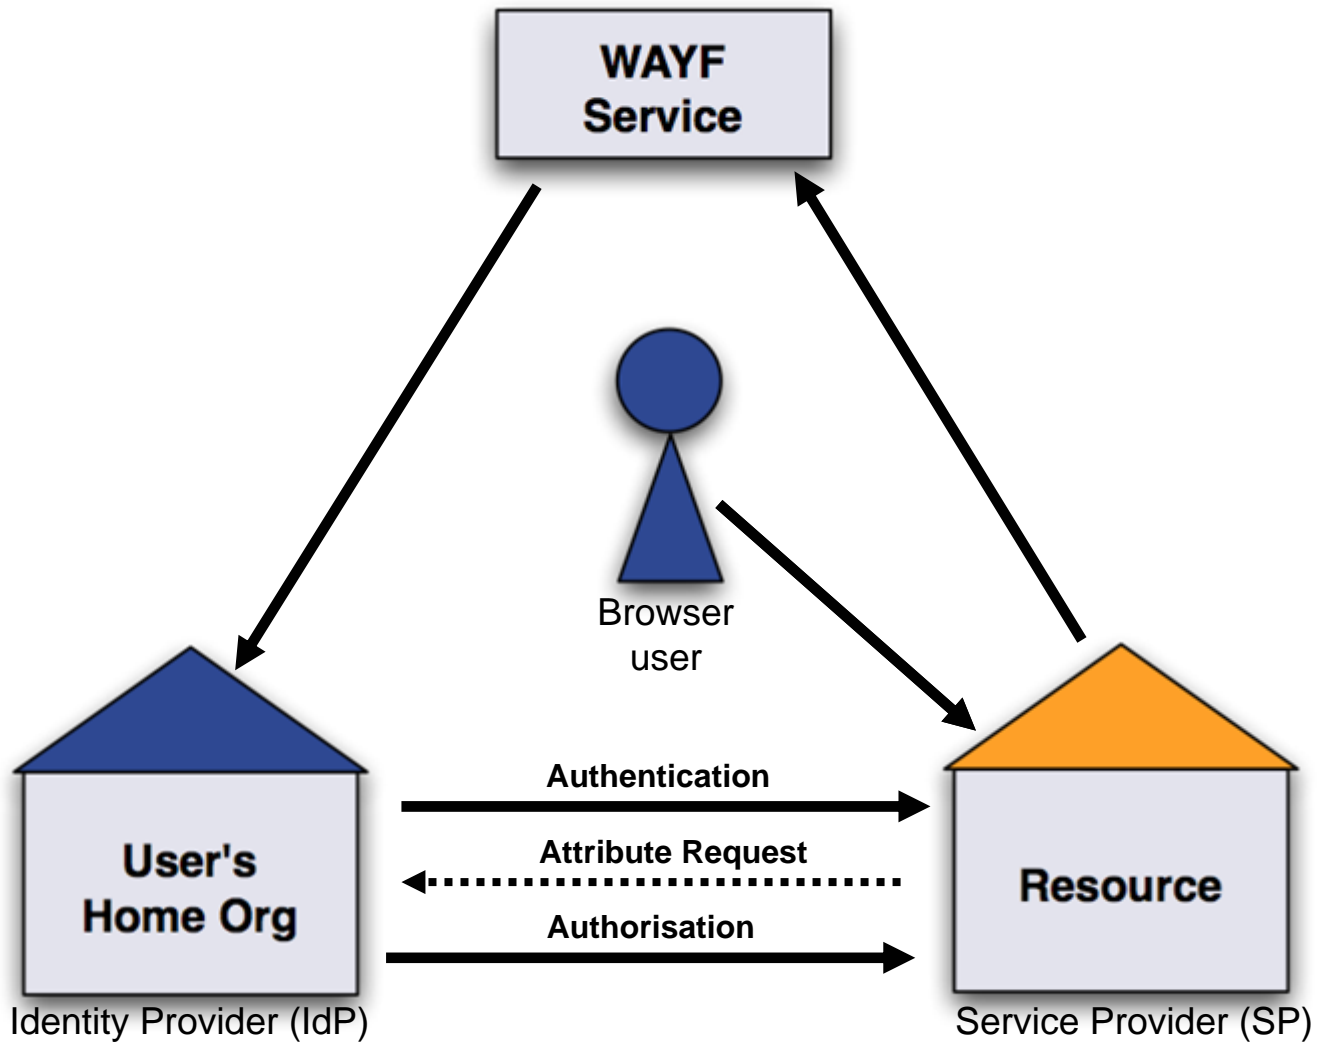 WAYF
Service
Browser
user
Authentication
Attribute Request
Authorisation
User's
Home Org
Resource
Identity Provider (IdP)
Service Provider (SP)